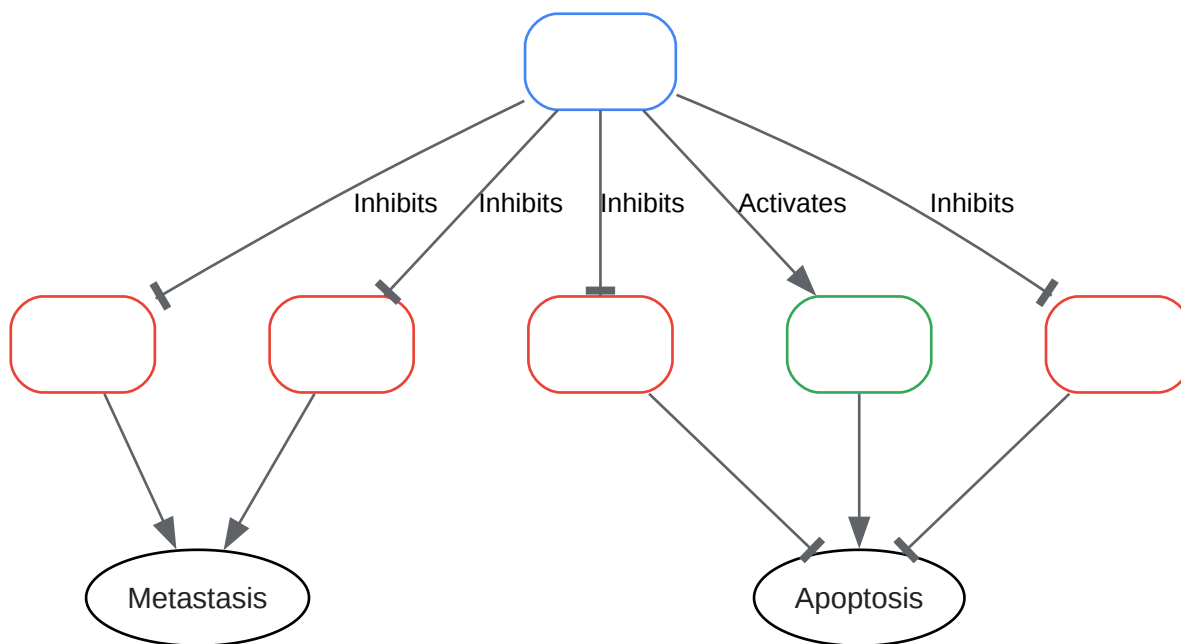 Inhibits
Inhibits
Inhibits
Activates
Inhibits
Metastasis
Apoptosis